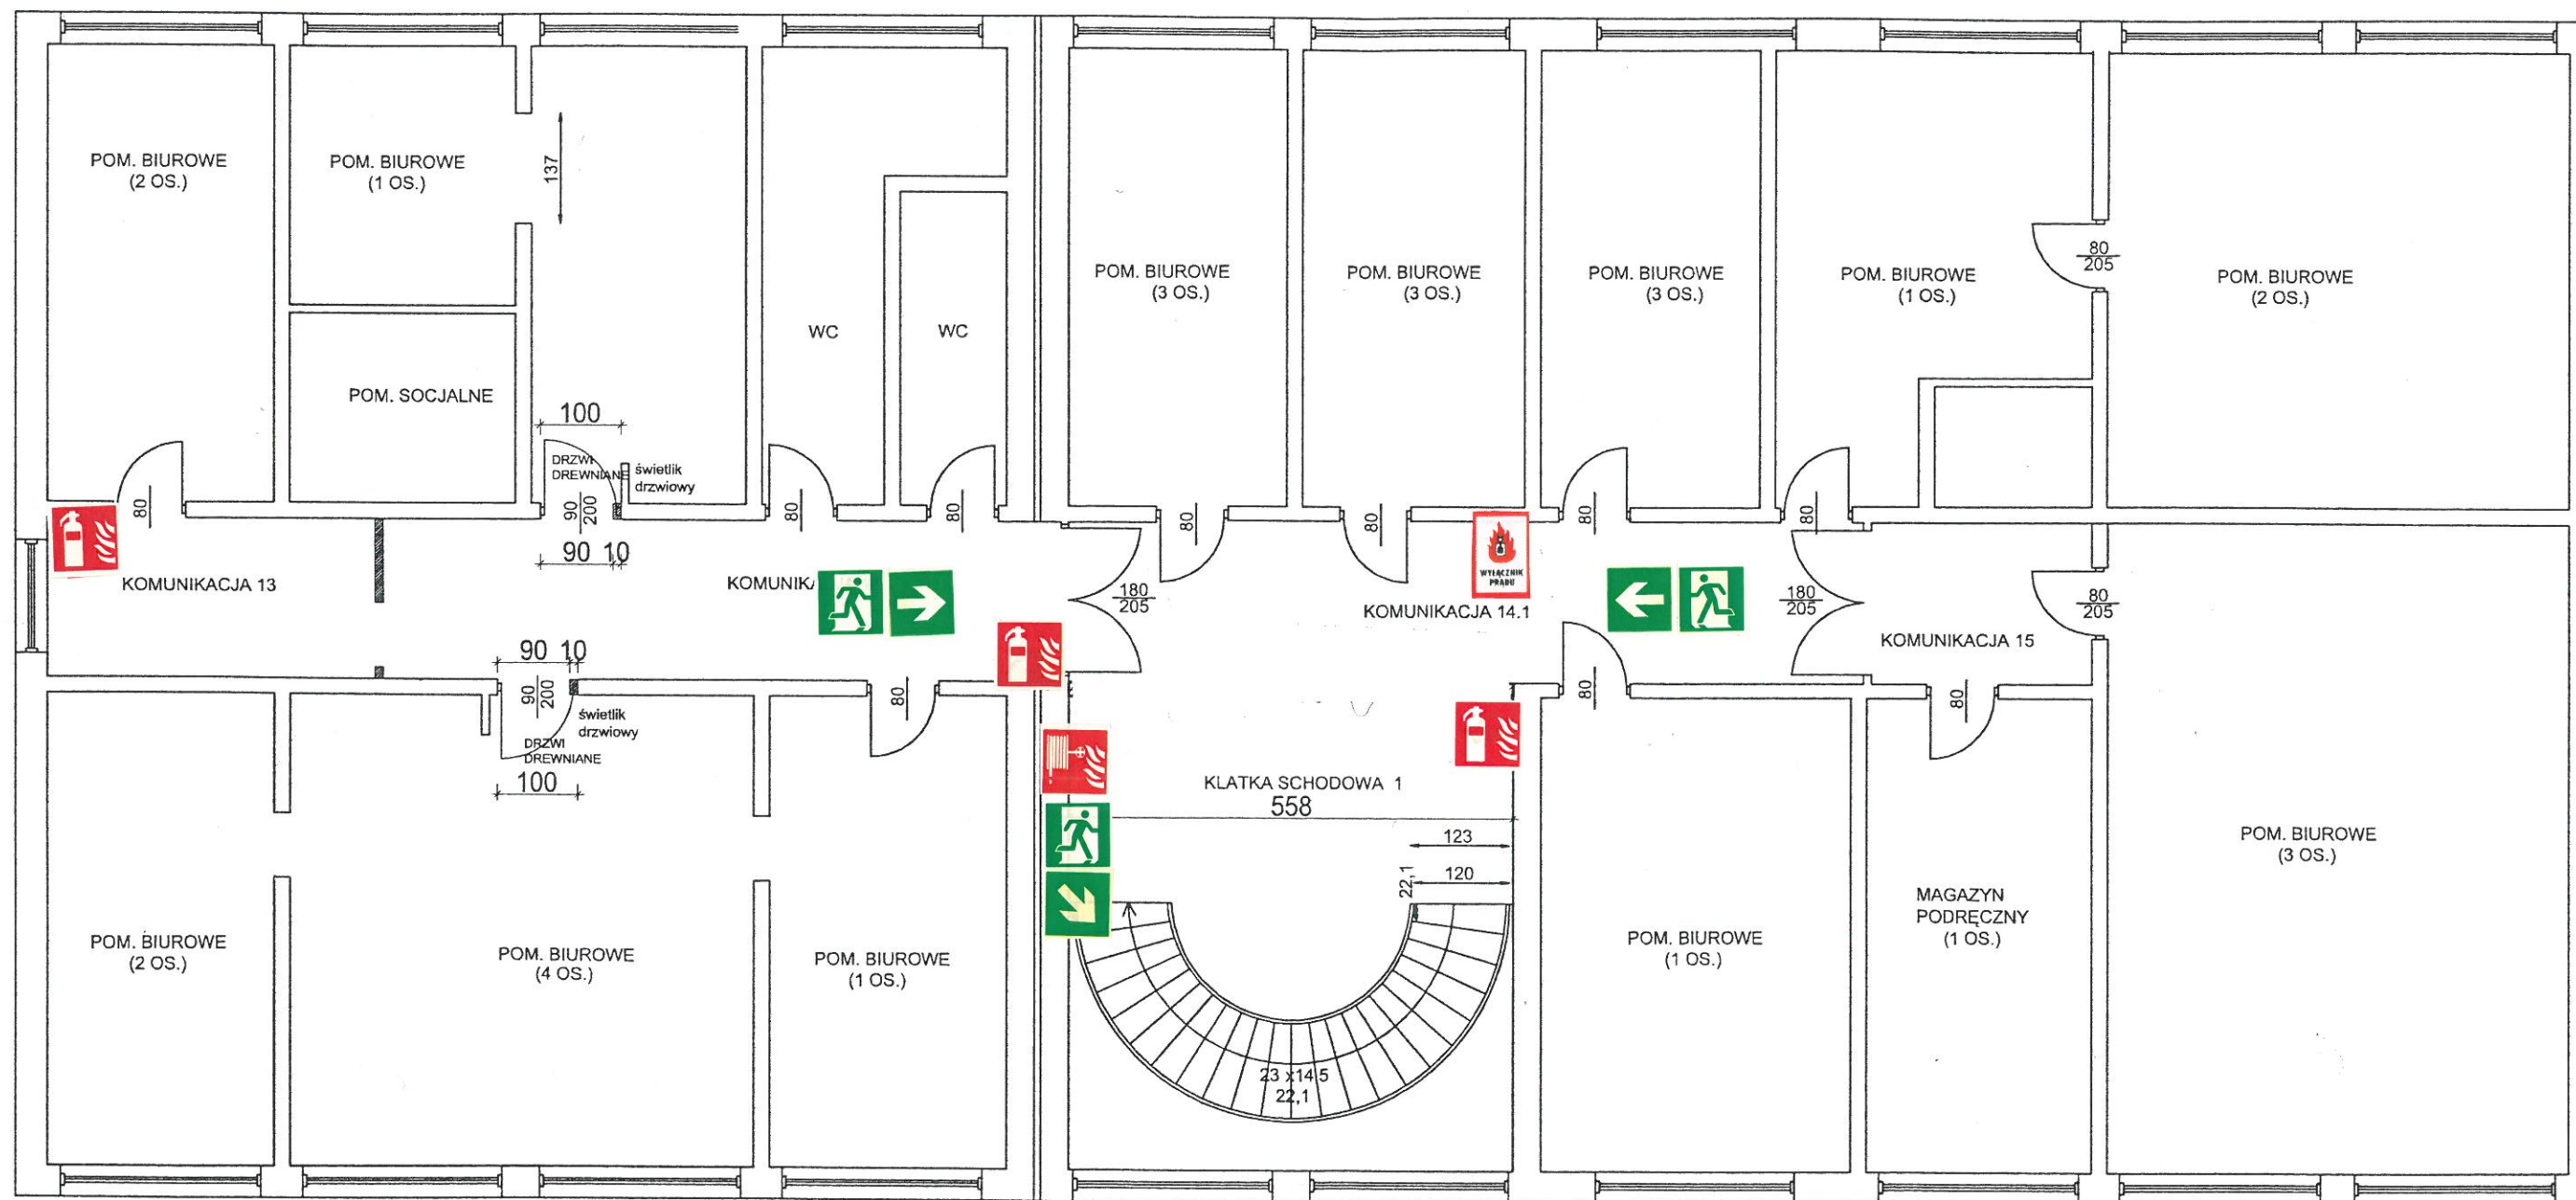 POM. BIUROWE
(2 OS.)
POM. BIUROWE
(1 OS.)
137
POM. SOCJALNE
100
DRZWI
DREWNIANE
świetlik
drzwiowy
90
200
90 10
80
WC
80
WC
80
POM. BIUROWE
(3 OS.)
80
POM. BIUROWE
(3 OS.)
80
POM. BIUROWE
(3 OS.)
80
POM. BIUROWE
(1 OS.)
80
80
205
POM. BIUROWE
(2 OS.)
KOMUNIKACJA 13
KOMUNIKA
180
205
WYŁĄCZNIK
PRĄDU
KOMUNIKACJA 14.1
180
205
KOMUNIKACJA 15
80
205
90 10
90
200
świetlik
drzwiowy
DRZWI
DREWNIANE
100
80
80
80
POM. BIUROWE
(2 OS.)
POM. BIUROWE
(4 OS.)
POM. BIUROWE
(1 OS.)
KLATKA SCHODOWA 1
558
123
120
22,1
23 x14,5
22,1
POM. BIUROWE
(1 OS.)
MAGAZYN
PODRĘCZNY
(1 OS.)
POM. BIUROWE
(3 OS.)